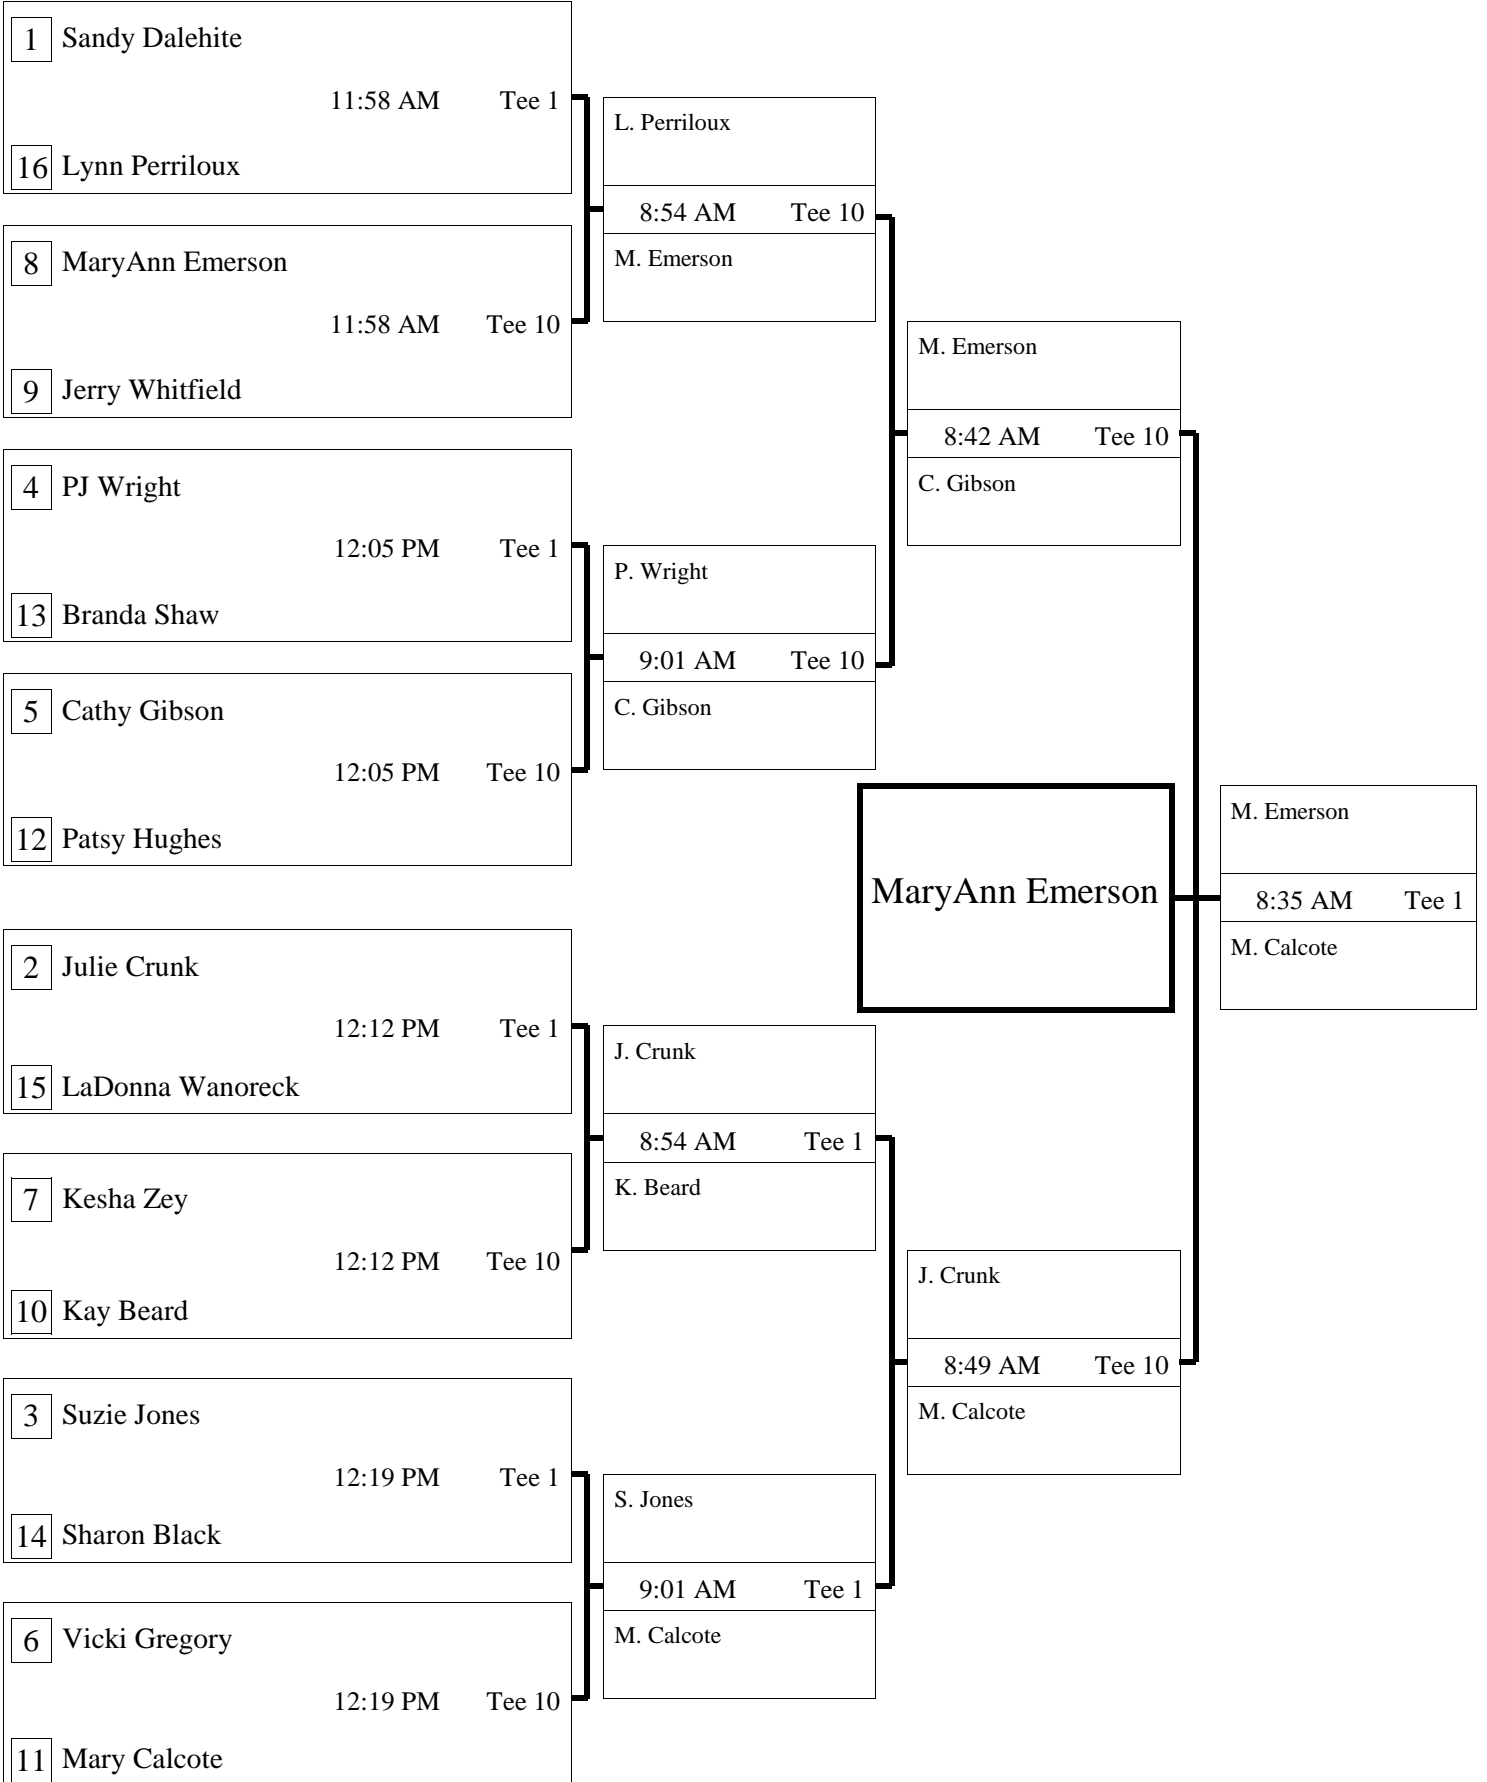 1 Sandy Dalehite
11:58 AM Tee 1
16 Lynn Perriloux
8 MaryAnn Emerson
11:58 AM Tee 10
9 Jerry Whitfield
4 PJ Wright
12:05 PM Tee 1
13 Branda Shaw
5 Cathy Gibson
12:05 PM Tee 10
12 Patsy Hughes
2 Julie Crunk
12:12 PM Tee 1
15 LaDonna Wanoreck
7 Kesha Zey
12:12 PM Tee 10
10 Kay Beard
3 Suzie Jones
12:19 PM Tee 1
14 Sharon Black
6 Vicki Gregory
12:19 PM Tee 10
11 Mary Calcote
L. Perriloux
8:54 AM Tee 10
M. Emerson
P. Wright
9:01 AM Tee 10
C. Gibson
J. Crunk
8:54 AM Tee 1
K. Beard
S. Jones
9:01 AM Tee 1
M. Calcote
M. Emerson
8:42 AM Tee 10
C. Gibson
J. Crunk
8:49 AM Tee 10
M. Calcote
M. Emerson
8:35 AM Tee 1
M. Calcote
MaryAnn Emerson